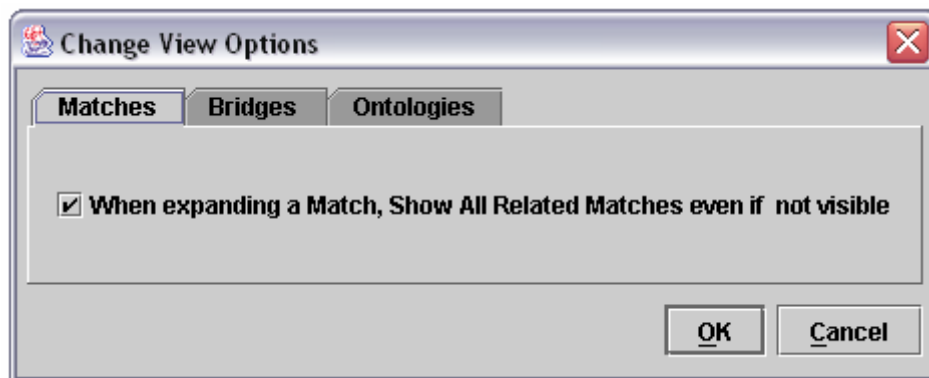 Change View Options
Matches Bridges Ontologies
When expanding a Match, Show All Related Matches even if not visible
OK Cancel